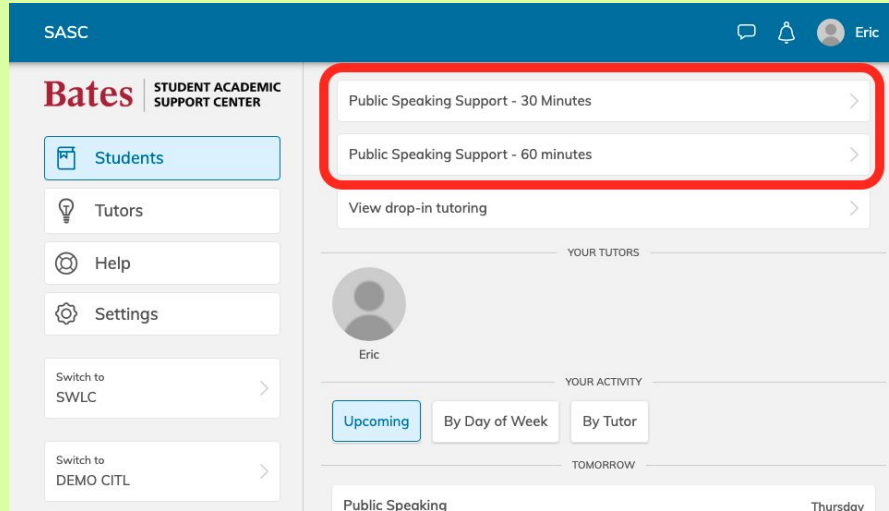 SASC
Eric
Bates
STUDENT ACADEMIC
SUPPORT CENTER
Students
Tutors
Help
Settings
Switch to
SWLC
Switch to
DEMO CITL
Public Speaking Support - 30 Minutes
Public Speaking Support - 60 minutes
View drop-in tutoring
YOUR TUTORS
Eric
YOUR ACTIVITY
Upcoming
By Day of Week
By Tutor
TOMORROW
Public Speaking
Thursday